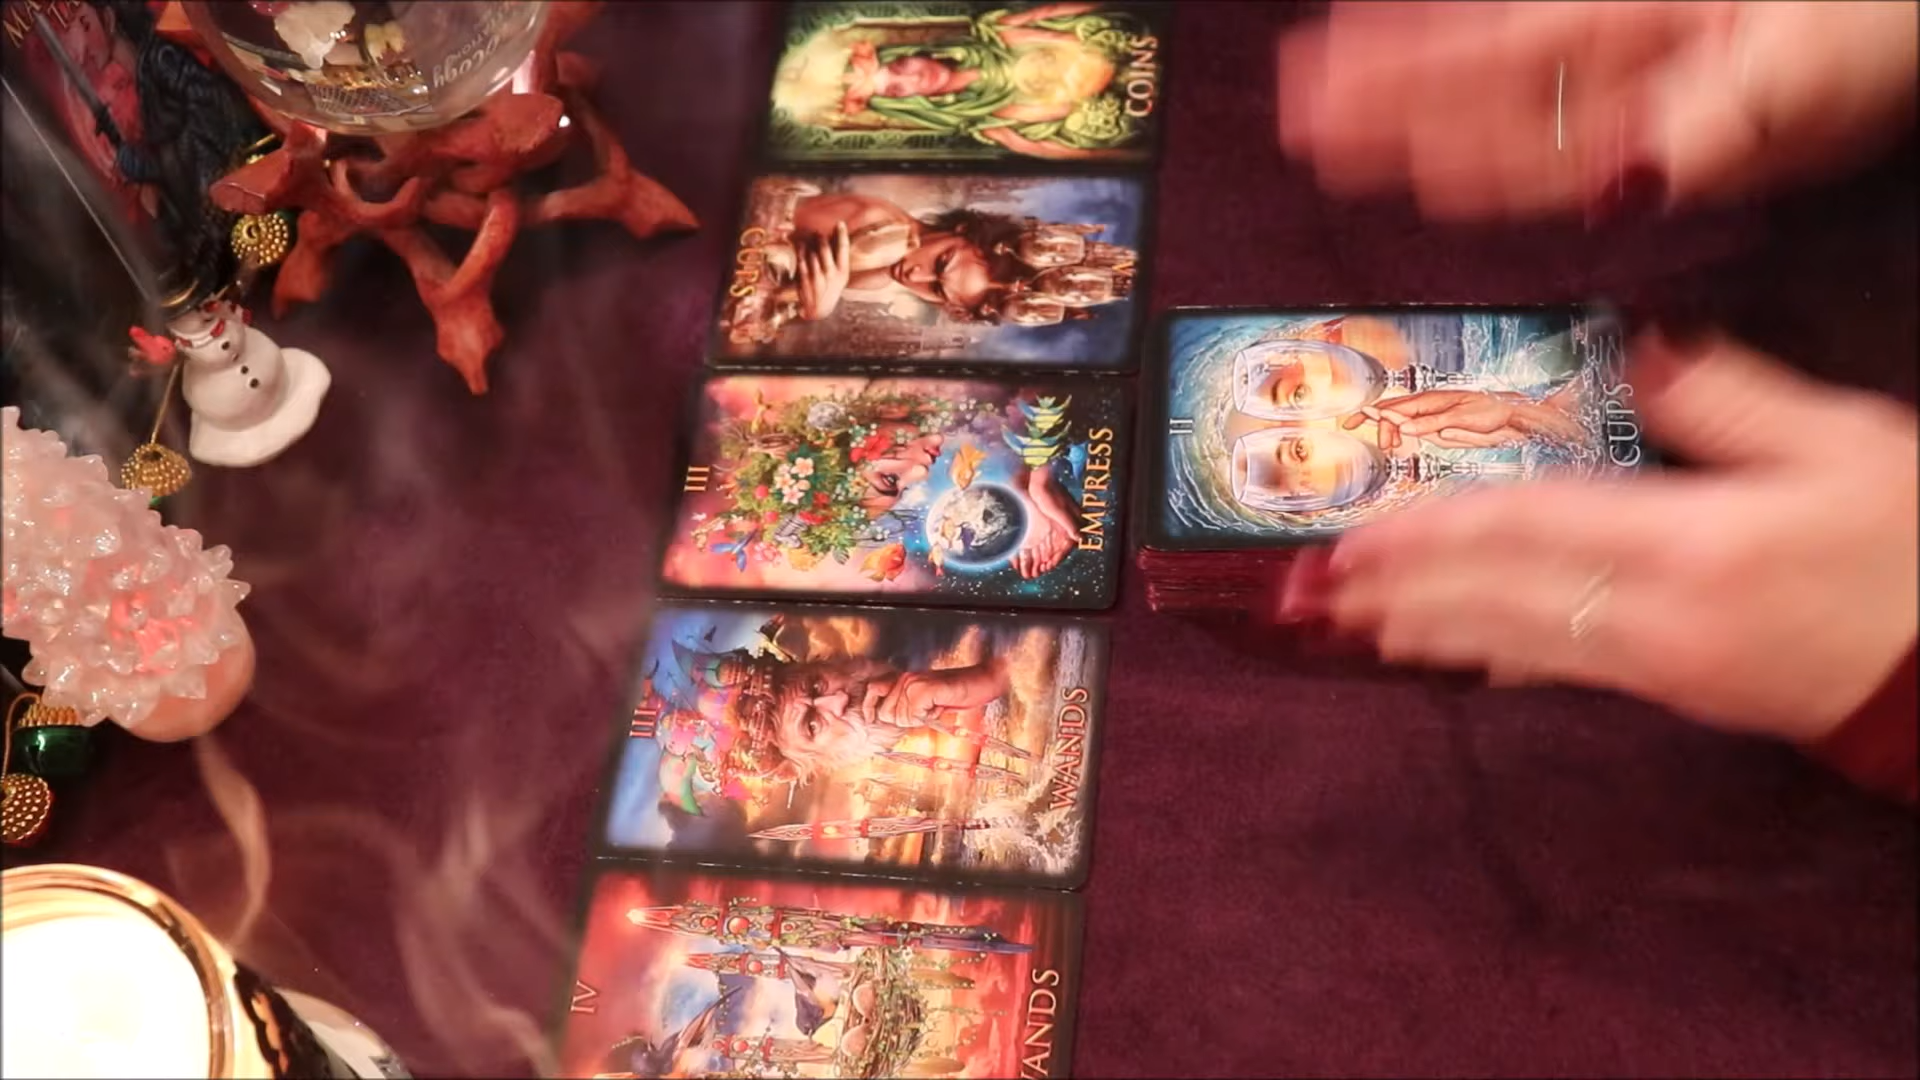 COINS
CUPS
V
III
EMPRESS
II
CUPS
III
WANDS
IV
WANDS